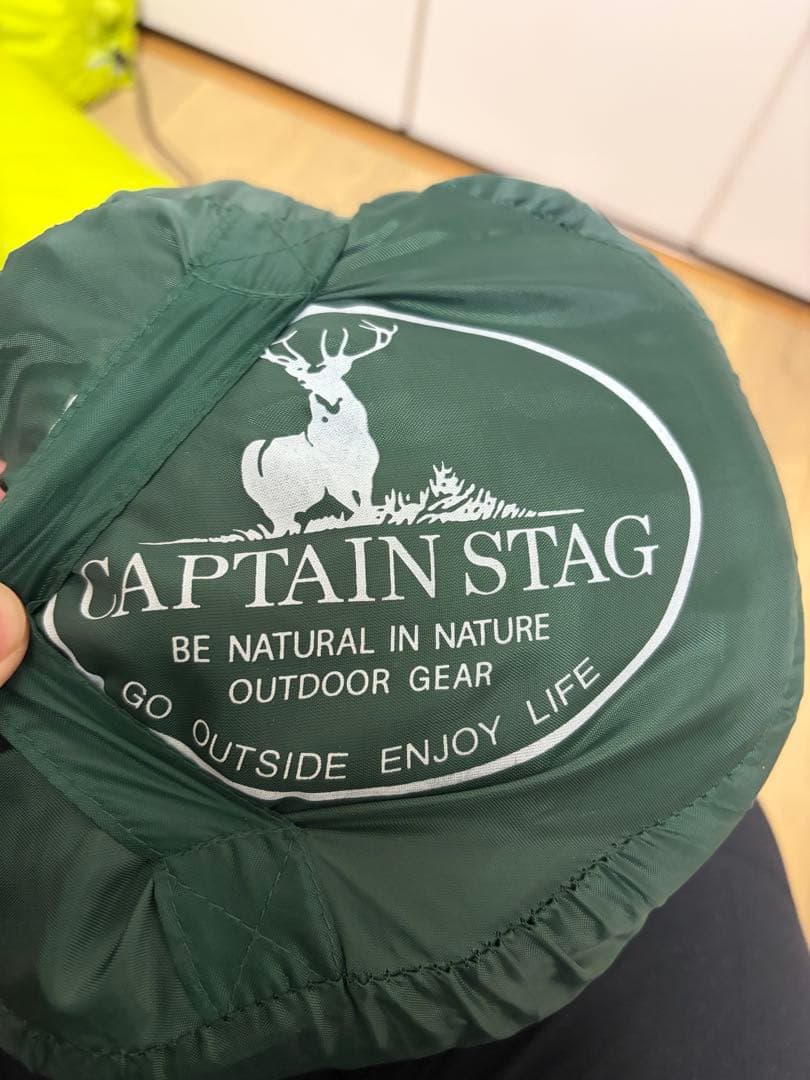 CAPTAIN STAG
BE NATURAL IN NATURE
OUTDOOR GEAR
GO OUTSIDE ENJOY LIFE